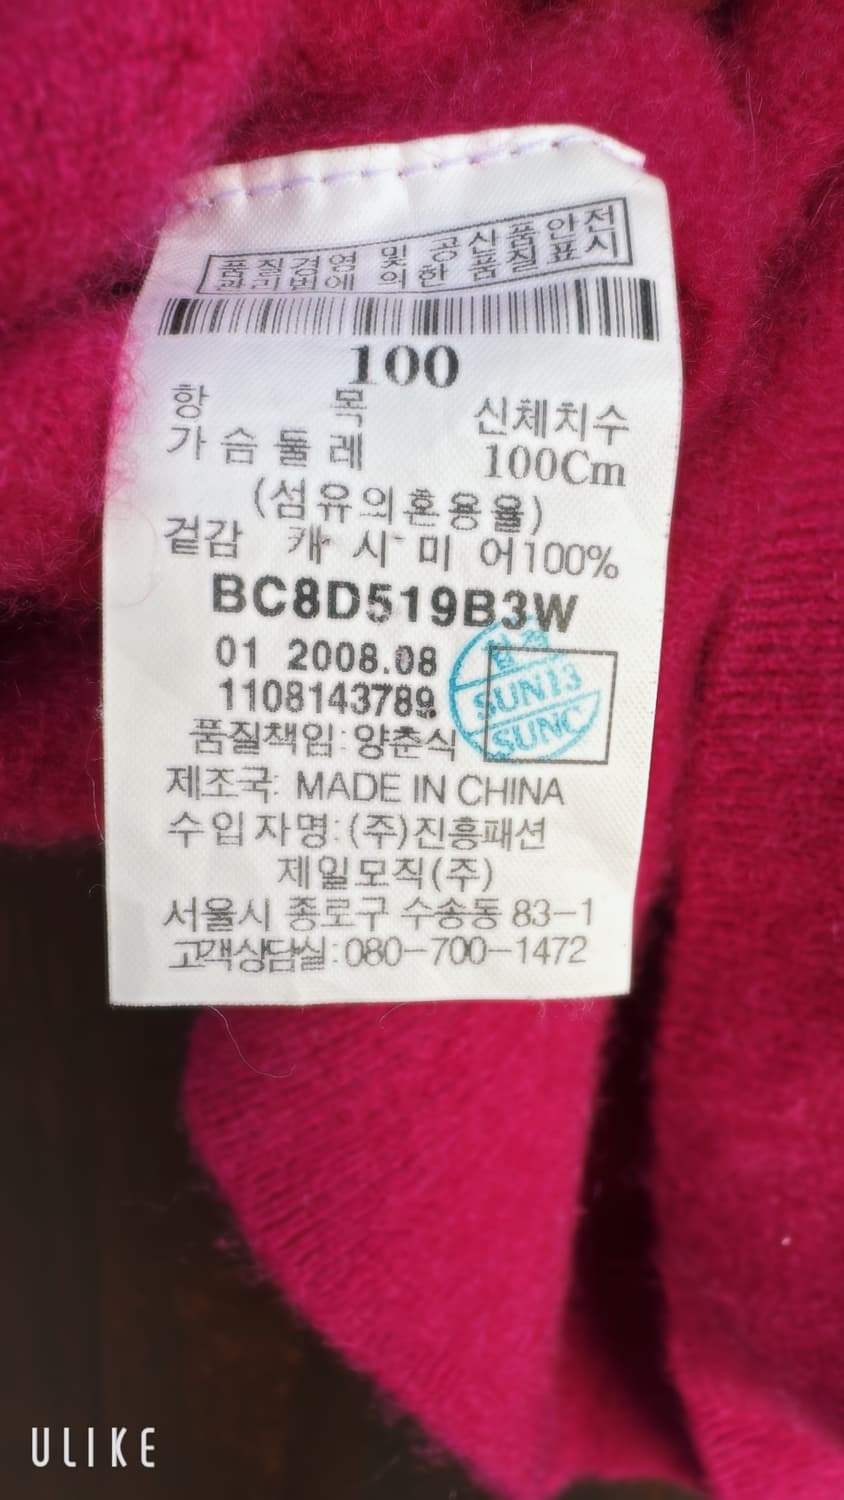 품질경영 및 공산품안전
관리법에 의한 품질표시
100
항 목 신체치수
가슴둘레 100Cm
(섬유의혼용율)
겉감 캐시미어100%
BC8D519B3W
01 2008.08
1108143789
SUN13
SUNC
품질책임:양춘식
제조국: MADE IN CHINA
수입자명:(주)진흥패션
제일모직(주)
서울시 종로구 수송동 83-1
고객상담실:080-700-1472
ULIKE